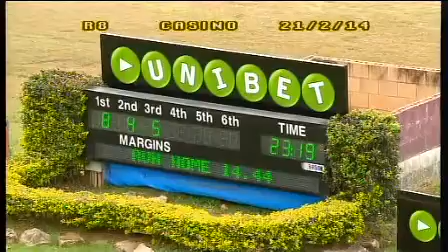 R8 CASINO 21/2/14
UNIBET
1st 2nd 3rd 4th 5th 6th
8 4 5
TIME
29:19
MARGINS
RUN HOME 14.44